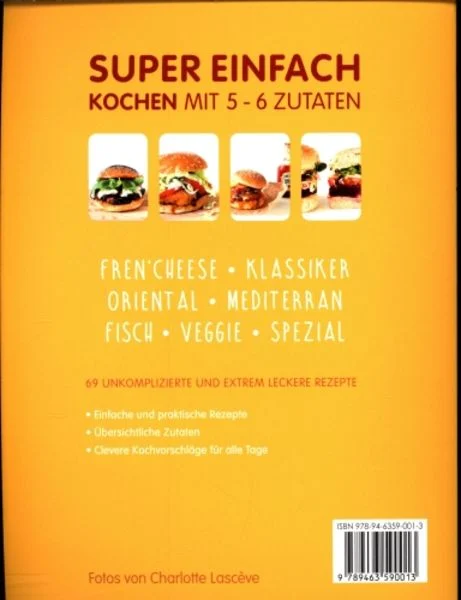 SUPER EINFACH
KOCHEN MIT 5 - 6 ZUTATEN
FREN'CHEESE • KLASSIKER
ORIENTAL • MEDITERRAN
FISCH • VEGGIE • SPEZIAL
69 UNKOMPLIZIERTE UND EXTREM LECKERE REZEPTE
• Einfache und praktische Rezepte
• Übersichtliche Zutaten
• Clevere Kochvorschläge für alle Tage
ISBN 978-94-6359-001-3
9 789463 590013
Fotos von Charlotte Lascève